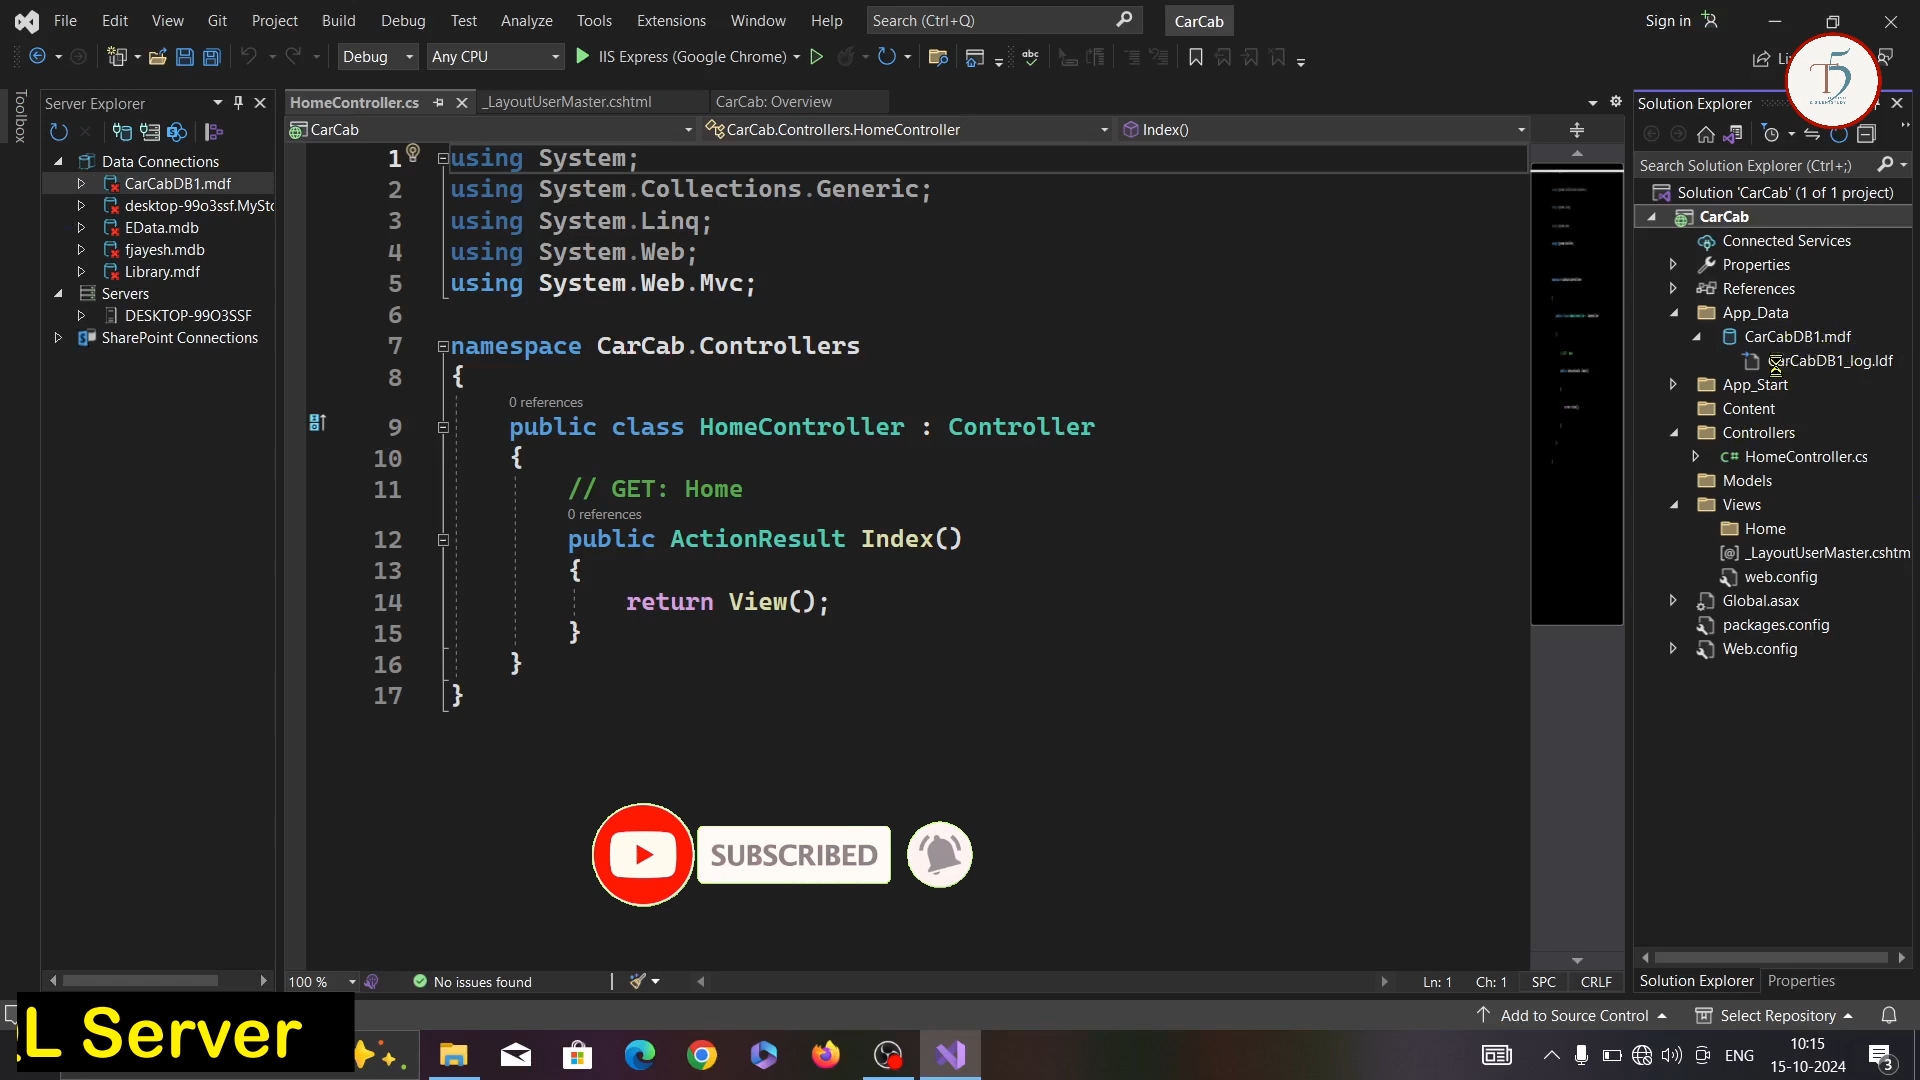 File Edit View Git Project Build Debug Test Analyze Tools Extensions Window Help Search (Ctrl+Q) CarCab Sign in
Debug Any CPU IIS Express (Google Chrome)
T5
Toolbox
Server Explorer
Data Connections
CarCabDB1.mdf
desktop-99o3ssf.MySto
EData.mdb
fjayesh.mdb
Library.mdf
Servers
DESKTOP-99O3SSF
SharePoint Connections
HomeController.cs _LayoutUserMaster.cshtml CarCab: Overview
CarCab CarCab.Controllers.HomeController Index()
1 using System;
2 using System.Collections.Generic;
3 using System.Linq;
4 using System.Web;
5 using System.Web.Mvc;
6
7 namespace CarCab.Controllers
8 {
0 references
9 public class HomeController : Controller
10 {
11 // GET: Home
0 references
12 public ActionResult Index()
13 {
14 return View();
15 }
16 }
17 }
SUBSCRIBED
100 % No issues found Ln: 1 Ch: 1 SPC CRLF
Solution Explorer
Search Solution Explorer (Ctrl+;)
Solution 'CarCab' (1 of 1 project)
CarCab
Connected Services
Properties
References
App_Data
CarCabDB1.mdf
CarCabDB1_log.ldf
App_Start
Content
Controllers
C# HomeController.cs
Models
Views
Home
[@] _LayoutUserMaster.cshtm
web.config
Global.asax
packages.config
Web.config
Solution Explorer Properties
Add to Source Control Select Repository
L Server
ENG
10:15
15-10-2024
3